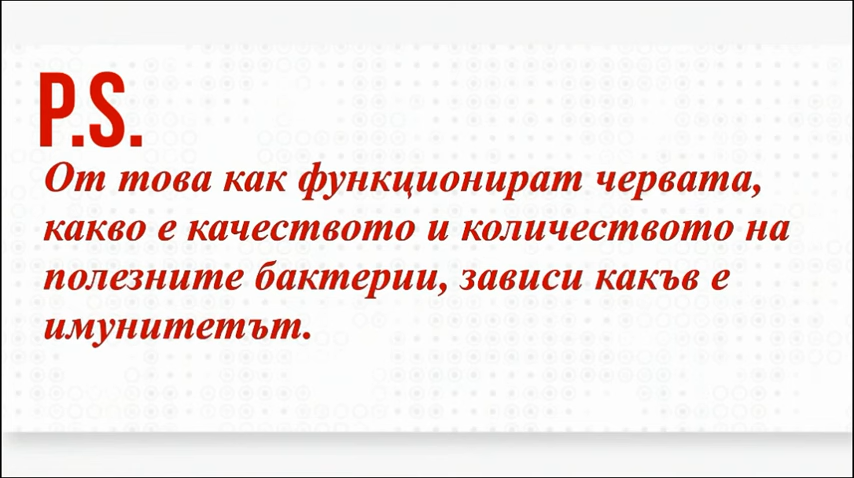 P.S.
От това как функционират червата,
какво е качеството и количеството на
полезните бактерии, зависи какъв е
имунитетът.